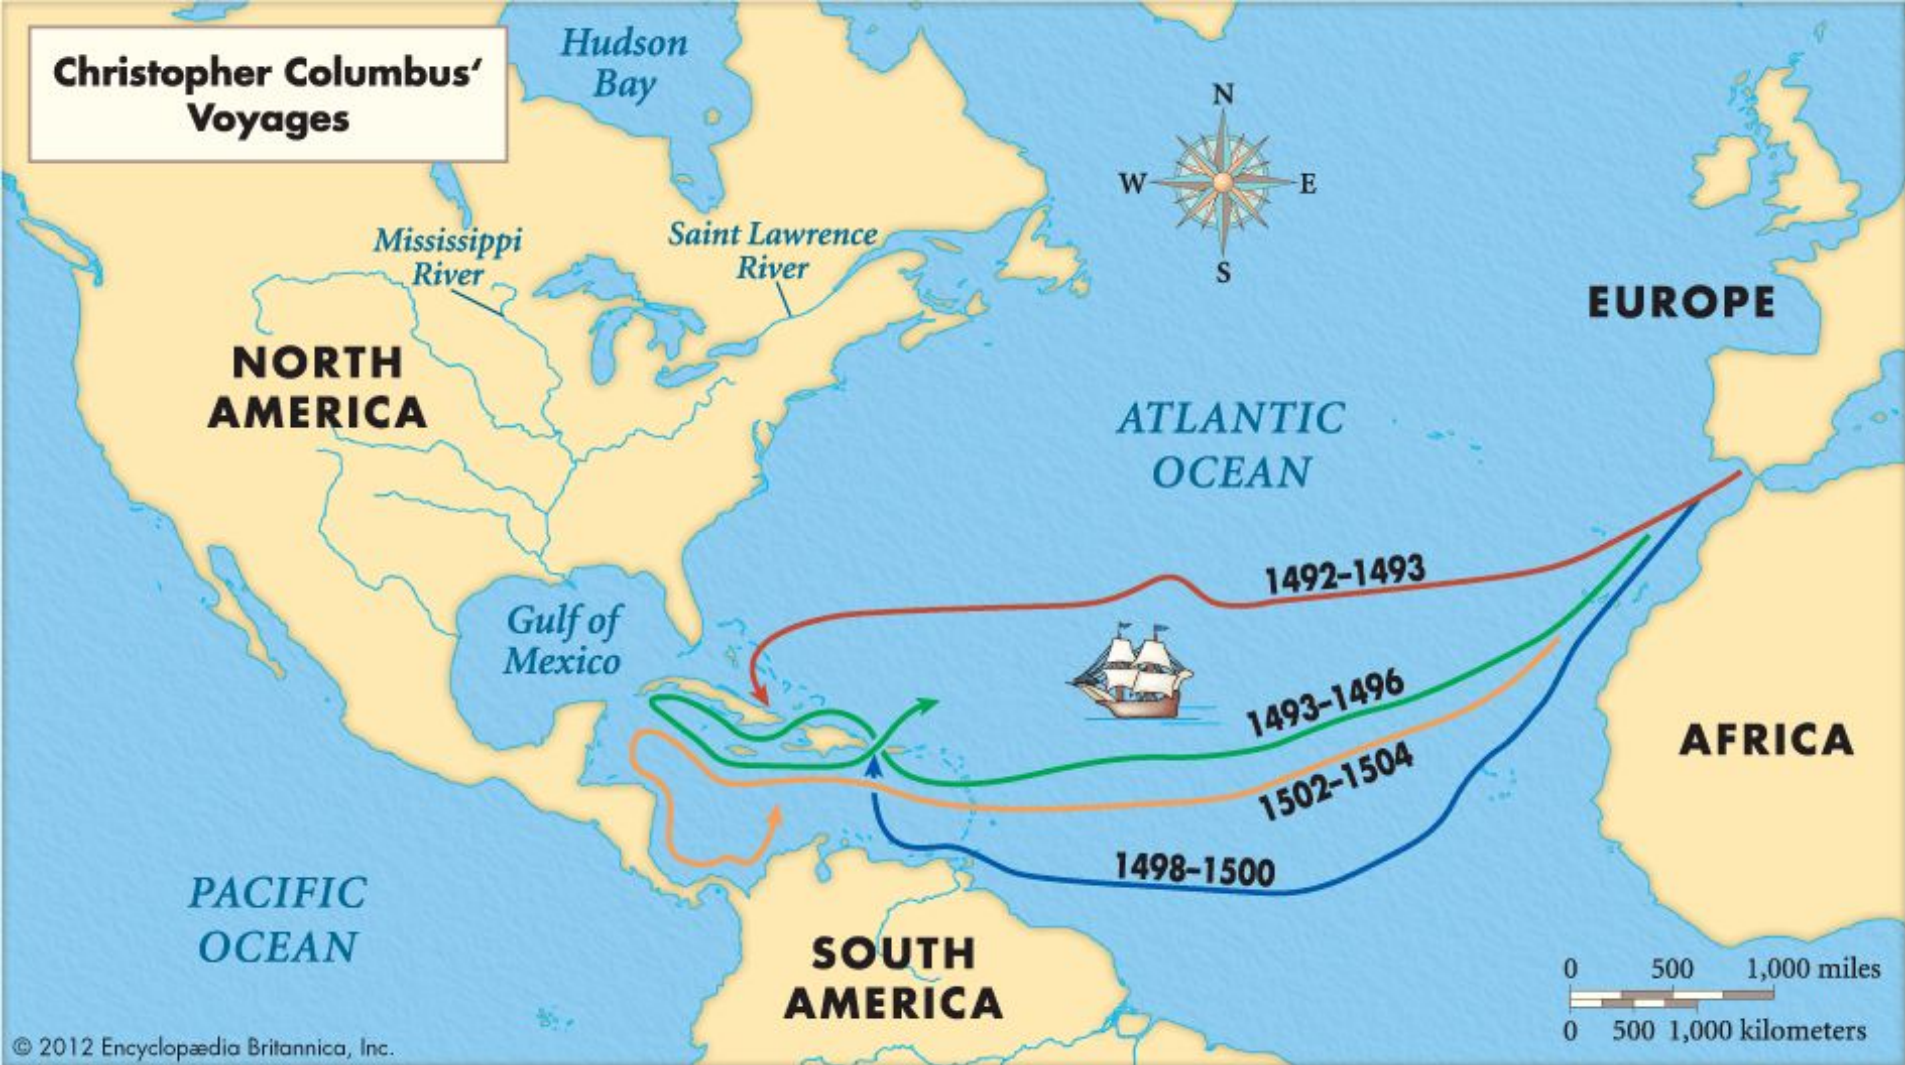 Christopher Columbus‘
Voyages
Hudson
Bay
N
W
E
S
Mississippi
River
Saint Lawrence
River
EUROPE
NORTH
AMERICA
ATLANTIC
OCEAN
1492–1493
Gulf of
Mexico
1493–1496
1502–1504
AFRICA
1498–1500
PACIFIC
OCEAN
SOUTH
AMERICA
0 500 1,000 miles
0 500 1,000 kilometers
© 2012 Encyclopædia Britannica, Inc.